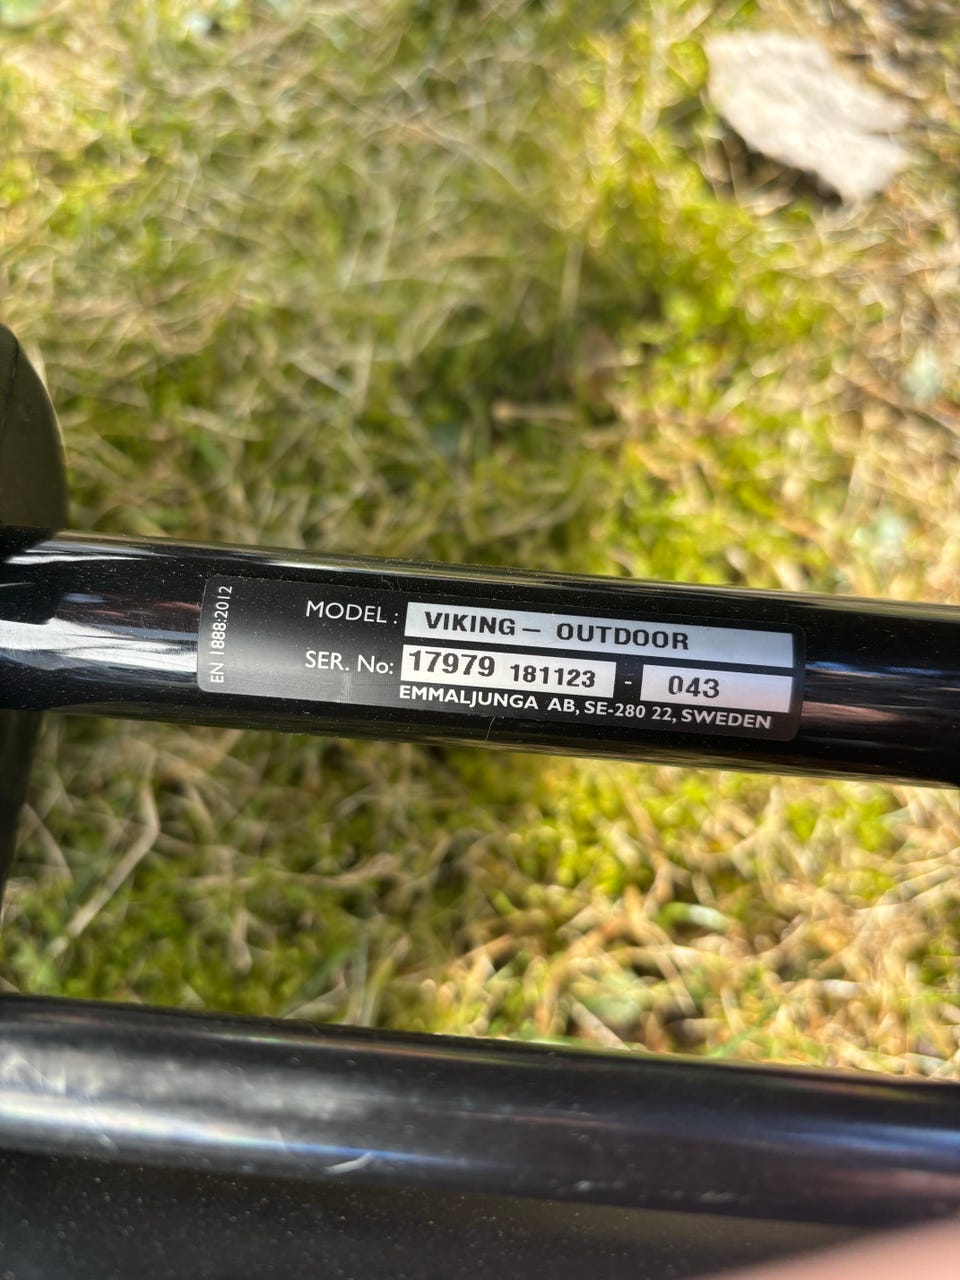 EN 1888:2012
MODEL: VIKING – OUTDOOR
SER. No: 17979 181123 - 043
EMMALJUNGA AB, SE-280 22, SWEDEN